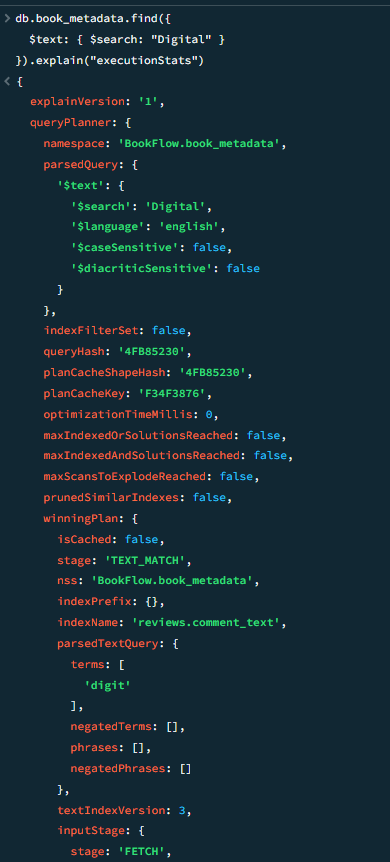 > db.book_metadata.find({
$text: { $search: "Digital" }
}).explain("executionStats")
< {
explainVersion: '1',
queryPlanner: {
namespace: 'BookFlow.book_metadata',
parsedQuery: {
'$text': {
'$search': 'Digital',
'$language': 'english',
'$caseSensitive': false,
'$diacriticSensitive': false
}
},
indexFilterSet: false,
queryHash: '4FB85230',
planCacheShapeHash: '4FB85230',
planCacheKey: 'F34F3876',
optimizationTimeMillis: 0,
maxIndexedOrSolutionsReached: false,
maxIndexedAndSolutionsReached: false,
maxScansToExplodeReached: false,
prunedSimilarIndexes: false,
winningPlan: {
isCached: false,
stage: 'TEXT_MATCH',
nss: 'BookFlow.book_metadata',
indexPrefix: {},
indexName: 'reviews.comment_text',
parsedTextQuery: {
terms: [
'digit'
],
negatedTerms: [],
phrases: [],
negatedPhrases: []
},
textIndexVersion: 3,
inputStage: {
stage: 'FETCH',